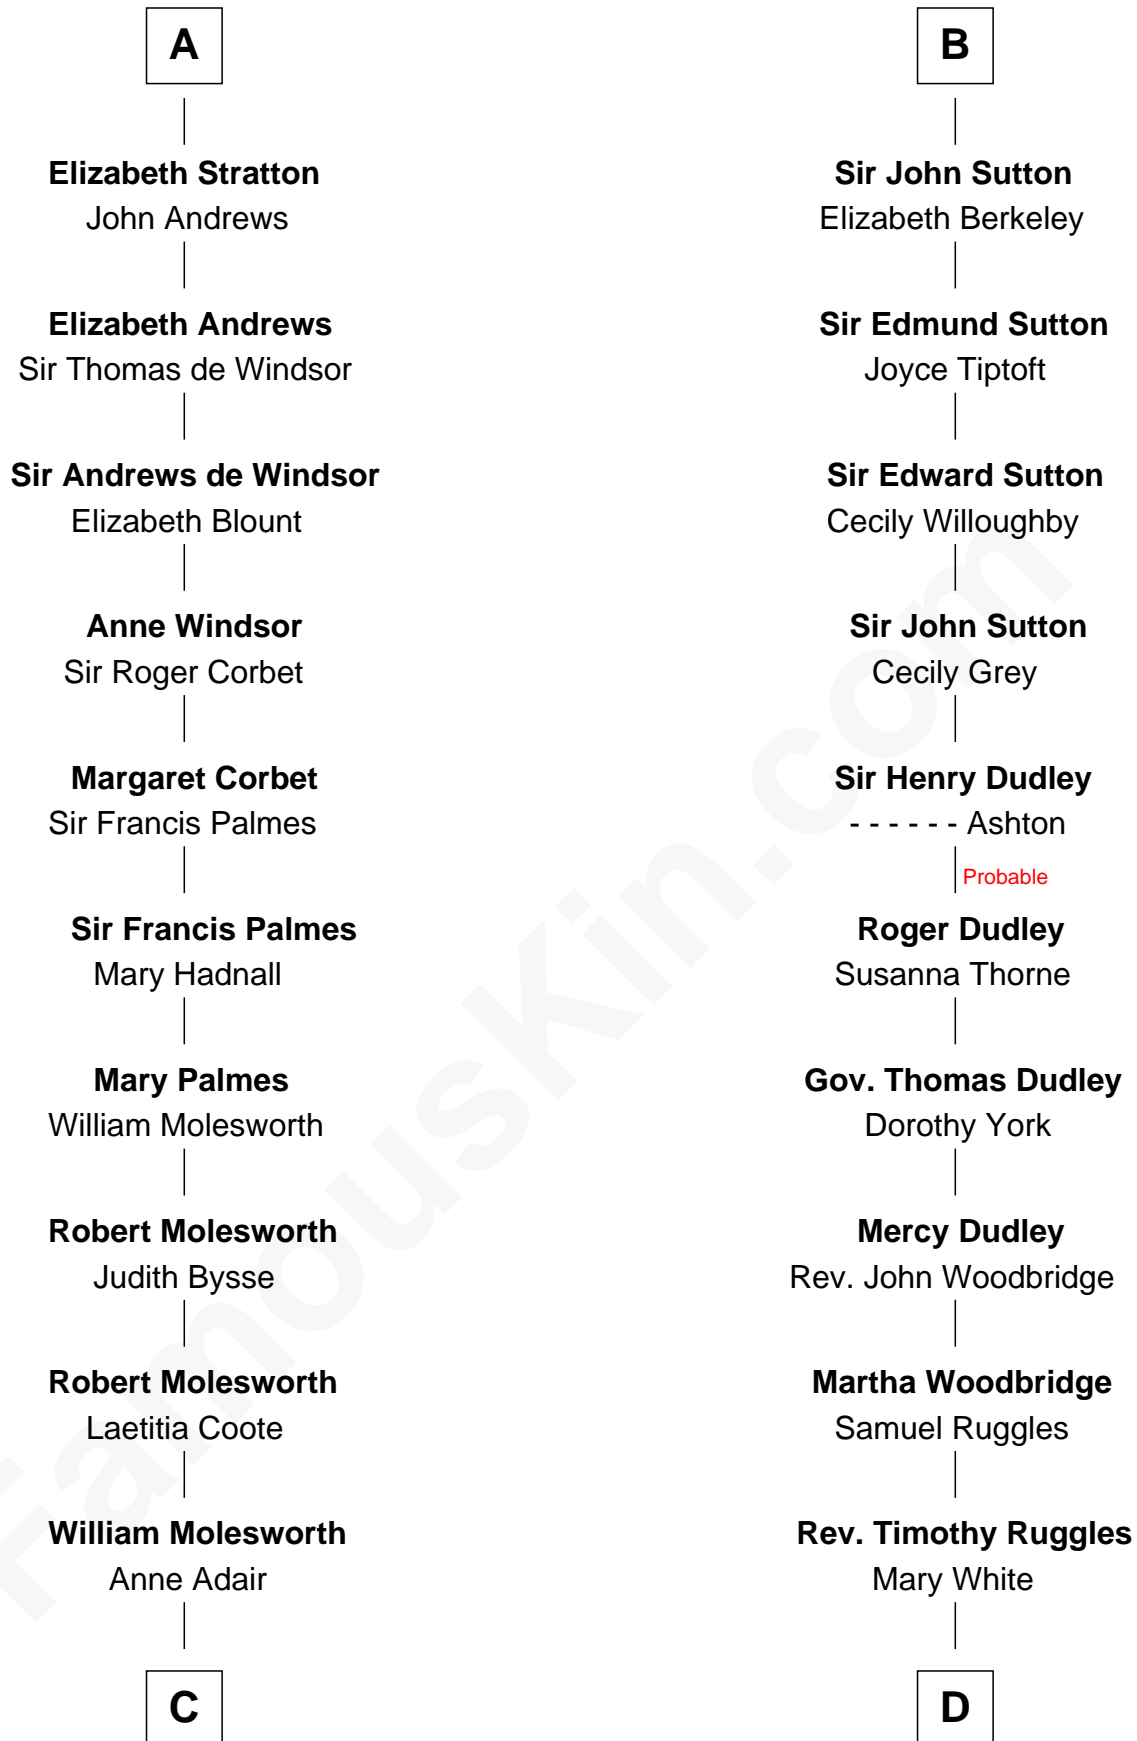 A
Elizabeth Stratton
John Andrews
Elizabeth Andrews
Sir Thomas de Windsor
Sir Andrews de Windsor
Elizabeth Blount
Anne Windsor
Sir Roger Corbet
Margaret Corbet
Sir Francis Palmes
Sir Francis Palmes
Mary Hadnall
Mary Palmes
William Molesworth
Robert Molesworth
Judith Bysse
Robert Molesworth
Laetitia Coote
William Molesworth
Anne Adair
C
B
Sir John Sutton
Elizabeth Berkeley
Sir Edmund Sutton
Joyce Tiptoft
Sir Edward Sutton
Cecily Willoughby
Sir John Sutton
Cecily Grey
Sir Henry Dudley
- - - - - - Ashton
Probable
Roger Dudley
Susanna Thorne
Gov. Thomas Dudley
Dorothy York
Mercy Dudley
Rev. John Woodbridge
Martha Woodbridge
Samuel Ruggles
Rev. Timothy Ruggles
Mary White
D
FamousKin.com